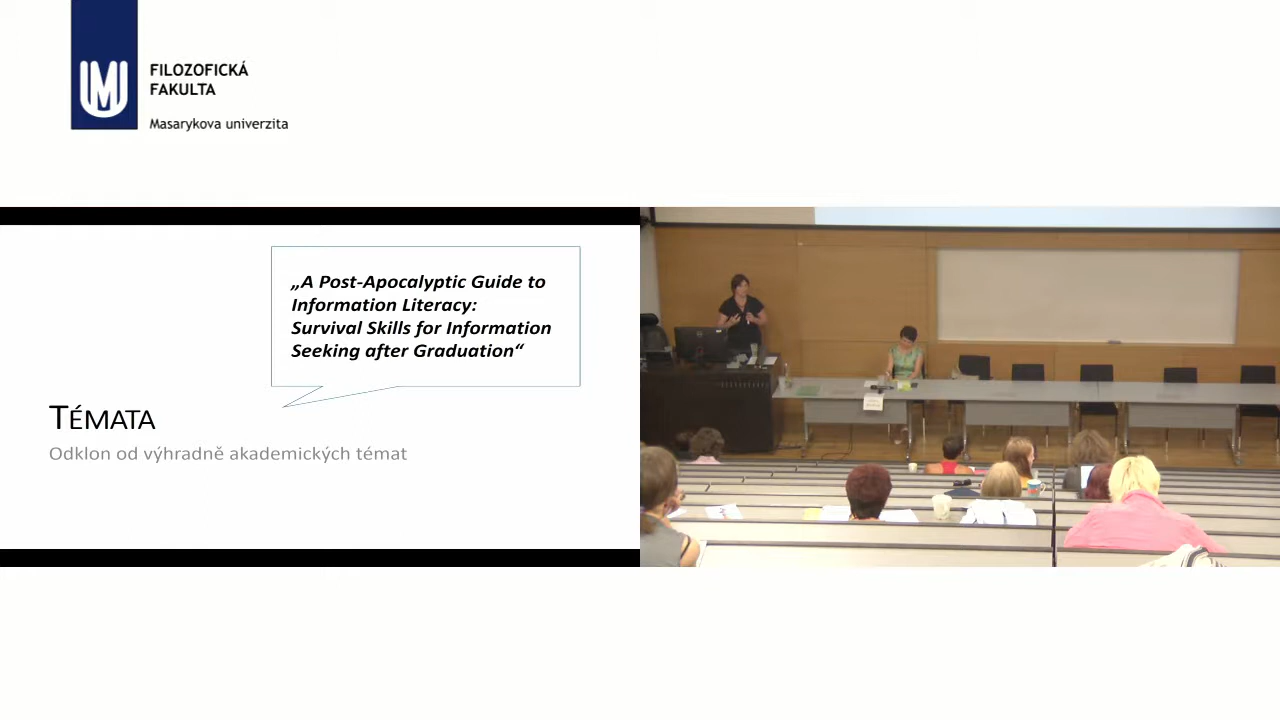 FILOZOFICKÁ
FAKULTA
Masarykova univerzita
„A Post-Apocalyptic Guide to
Information Literacy:
Survival Skills for Information
Seeking after Graduation“
TÉMATA
Odklon od výhradně akademických témat